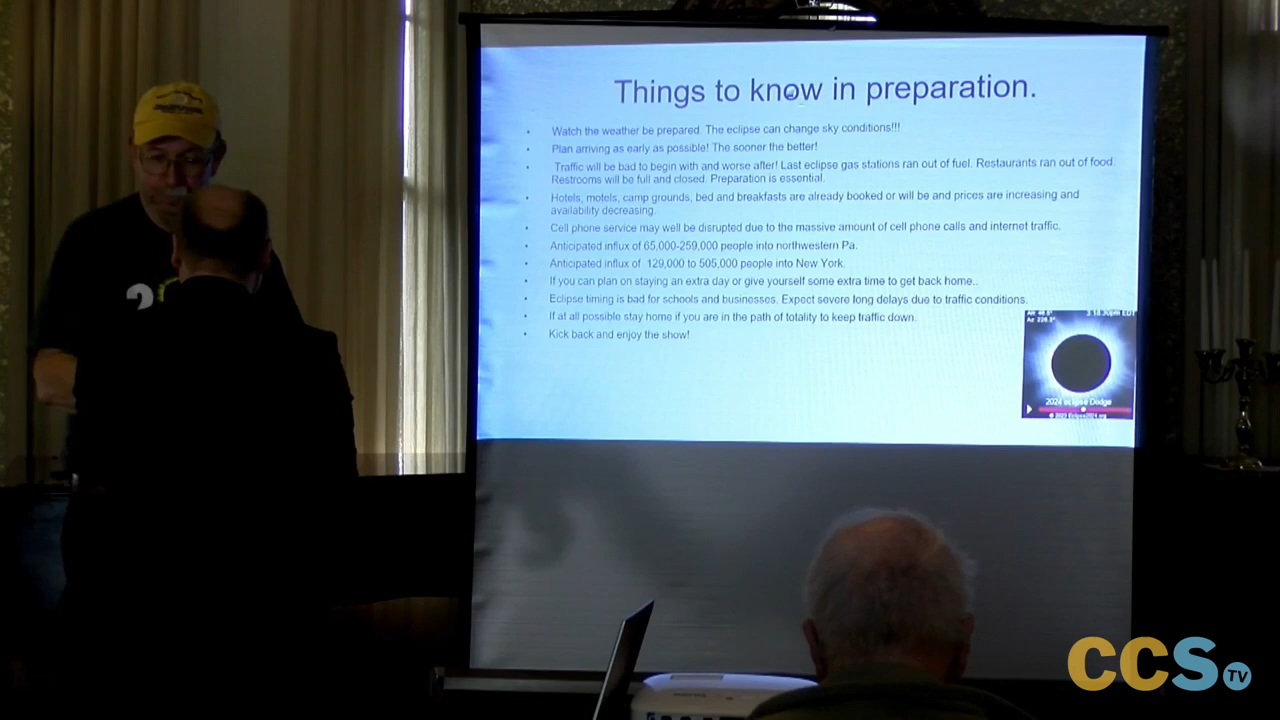 Things to know in preparation.
Watch the weather be prepared. The eclipse can change sky conditions!!!
Plan arriving as early as possible! The sooner the better!
Traffic will be bad to begin with and worse after! Last eclipse gas stations ran out of fuel. Restaurants ran out of food.
Restrooms will be full and closed. Preparation is essential.
Hotels, motels, camp grounds, bed and breakfasts are already booked or will be and prices are increasing and
availability decreasing.
Cell phone service may well be disrupted due to the massive amount of cell phone calls and internet traffic.
Anticipated influx of 65,000-259,000 people into northwestern Pa.
Anticipated influx of 129,000 to 505,000 people into New York.
If you can plan on staying an extra day or give yourself some extra time to get back home..
Eclipse timing is bad for schools and businesses. Expect severe long delays due to traffic conditions.
If at all possible stay home if you are in the path of totality to keep traffic down.
Kick back and enjoy the show!
2024 eclipse Dodge
© 2023 Eclipse2024.org
2
CCS TV